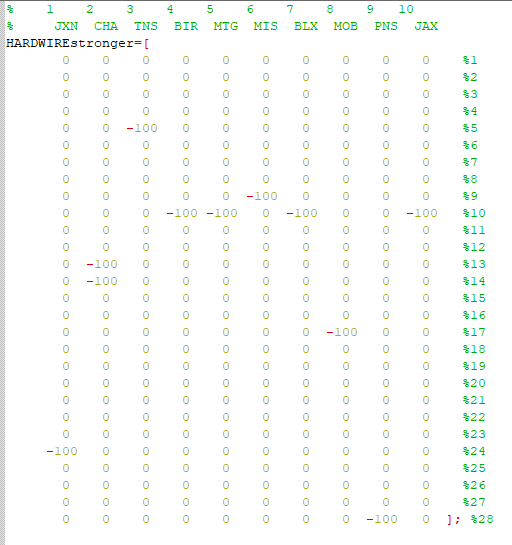 %    1    2    3    4    5    6    7    8    9   10
%     JXN  CHA  TNS  BIR  MTG  MIS  BLX  MOB  PNS  JAX
HARDWIREstronger=[
0 0 0 0 0 0 0 0 0 0 %1
0 0 0 0 0 0 0 0 0 0 %2
0 0 0 0 0 0 0 0 0 0 %3
0 0 0 0 0 0 0 0 0 0 %4
0 0 -100 0 0 0 0 0 0 0 %5
0 0 0 0 0 0 0 0 0 0 %6
0 0 0 0 0 0 0 0 0 0 %7
0 0 0 0 0 0 0 0 0 0 %8
0 0 0 0 0 -100 0 0 0 0 %9
0 0 0 -100 -100 0 -100 0 0 -100 %10
0 0 0 0 0 0 0 0 0 0 %11
0 0 0 0 0 0 0 0 0 0 %12
0 -100 0 0 0 0 0 0 0 0 %13
0 -100 0 0 0 0 0 0 0 0 %14
0 0 0 0 0 0 0 0 0 0 %15
0 0 0 0 0 0 0 0 0 0 %16
0 0 0 0 0 0 0 -100 0 0 %17
0 0 0 0 0 0 0 0 0 0 %18
0 0 0 0 0 0 0 0 0 0 %19
0 0 0 0 0 0 0 0 0 0 %20
0 0 0 0 0 0 0 0 0 0 %21
0 0 0 0 0 0 0 0 0 0 %22
0 0 0 0 0 0 0 0 0 0 %23
-100 0 0 0 0 0 0 0 0 0 %24
0 0 0 0 0 0 0 0 0 0 %25
0 0 0 0 0 0 0 0 0 0 %26
0 0 0 0 0 0 0 0 0 0 %27
0 0 0 0 0 0 0 0 -100 0 ]; %28